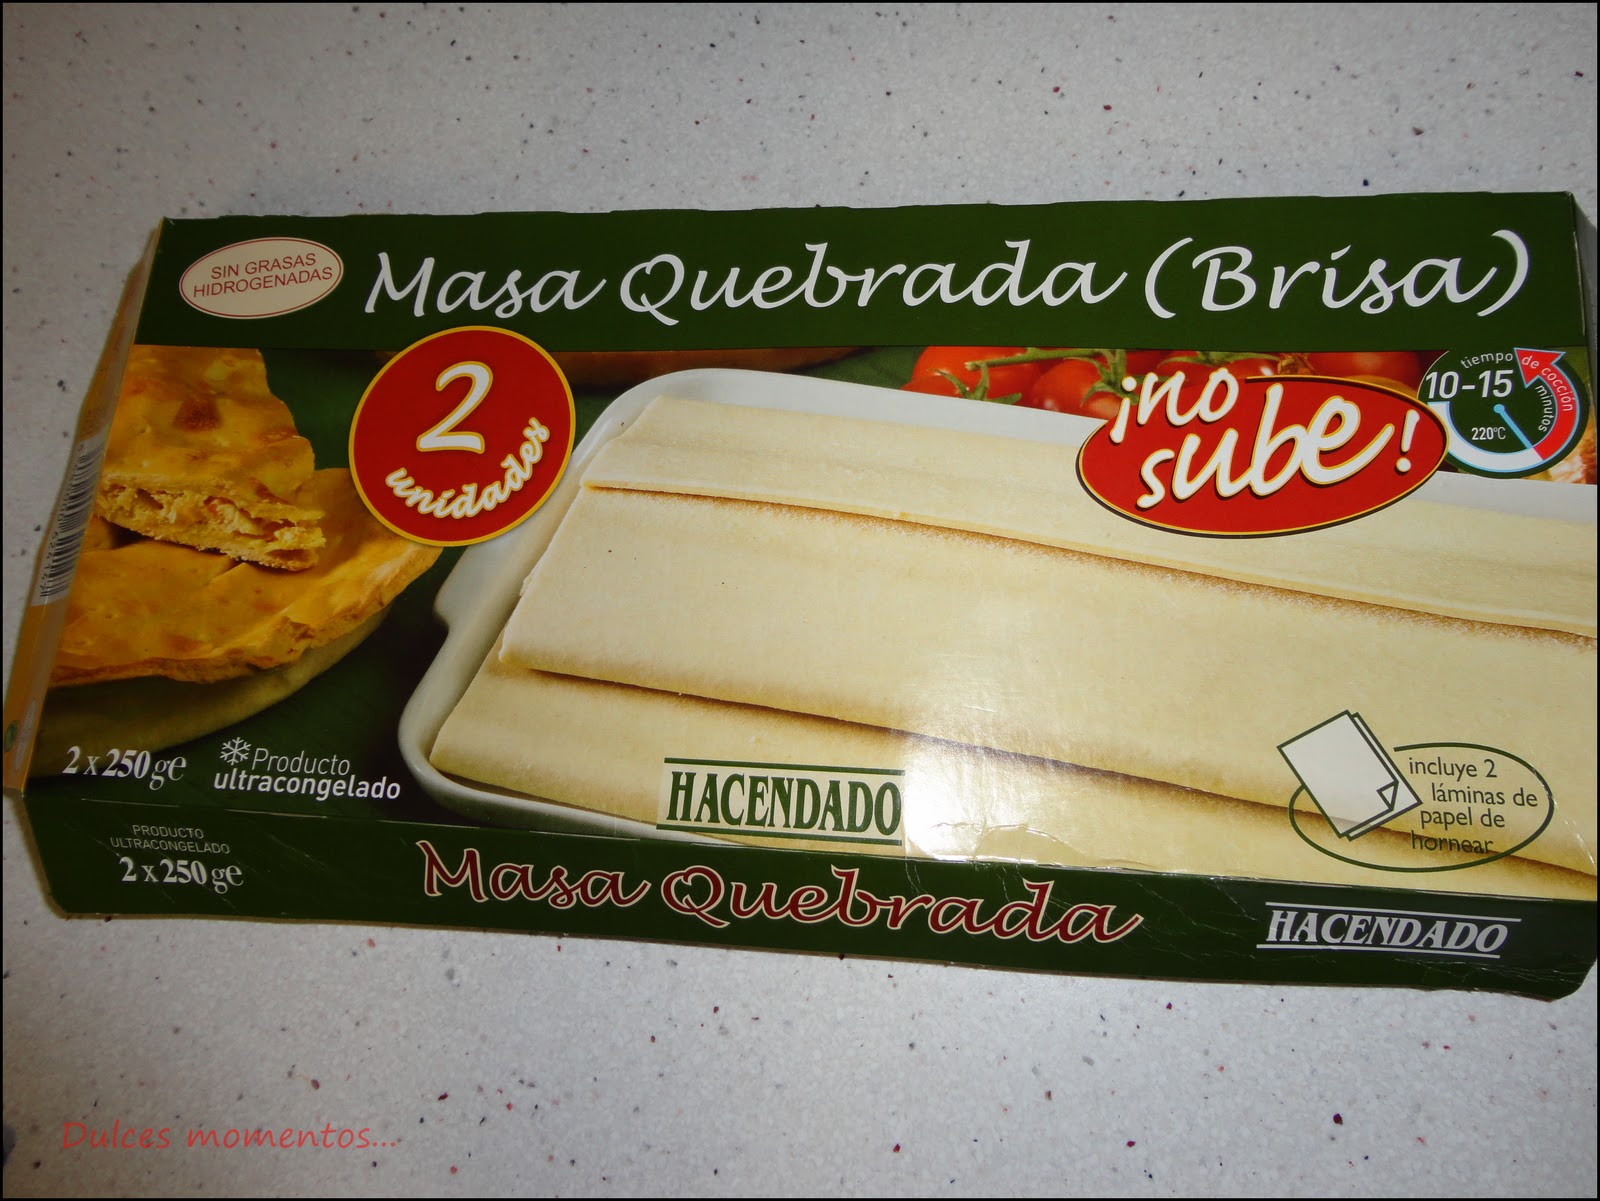 SIN GRASAS
HIDROGENADAS
Masa Quebrada (Brisa)
2
unidades
¡no
sube!
tiempo de cocción
10-15
minutos
220°C
2 x 250 ge
Producto
ultracongelado
HACENDADO
incluye 2
láminas de
papel de
hornear
PRODUCTO
ULTRACONGELADO
2 x 250 ge
Masa Quebrada
HACENDADO
Dulces momentos...